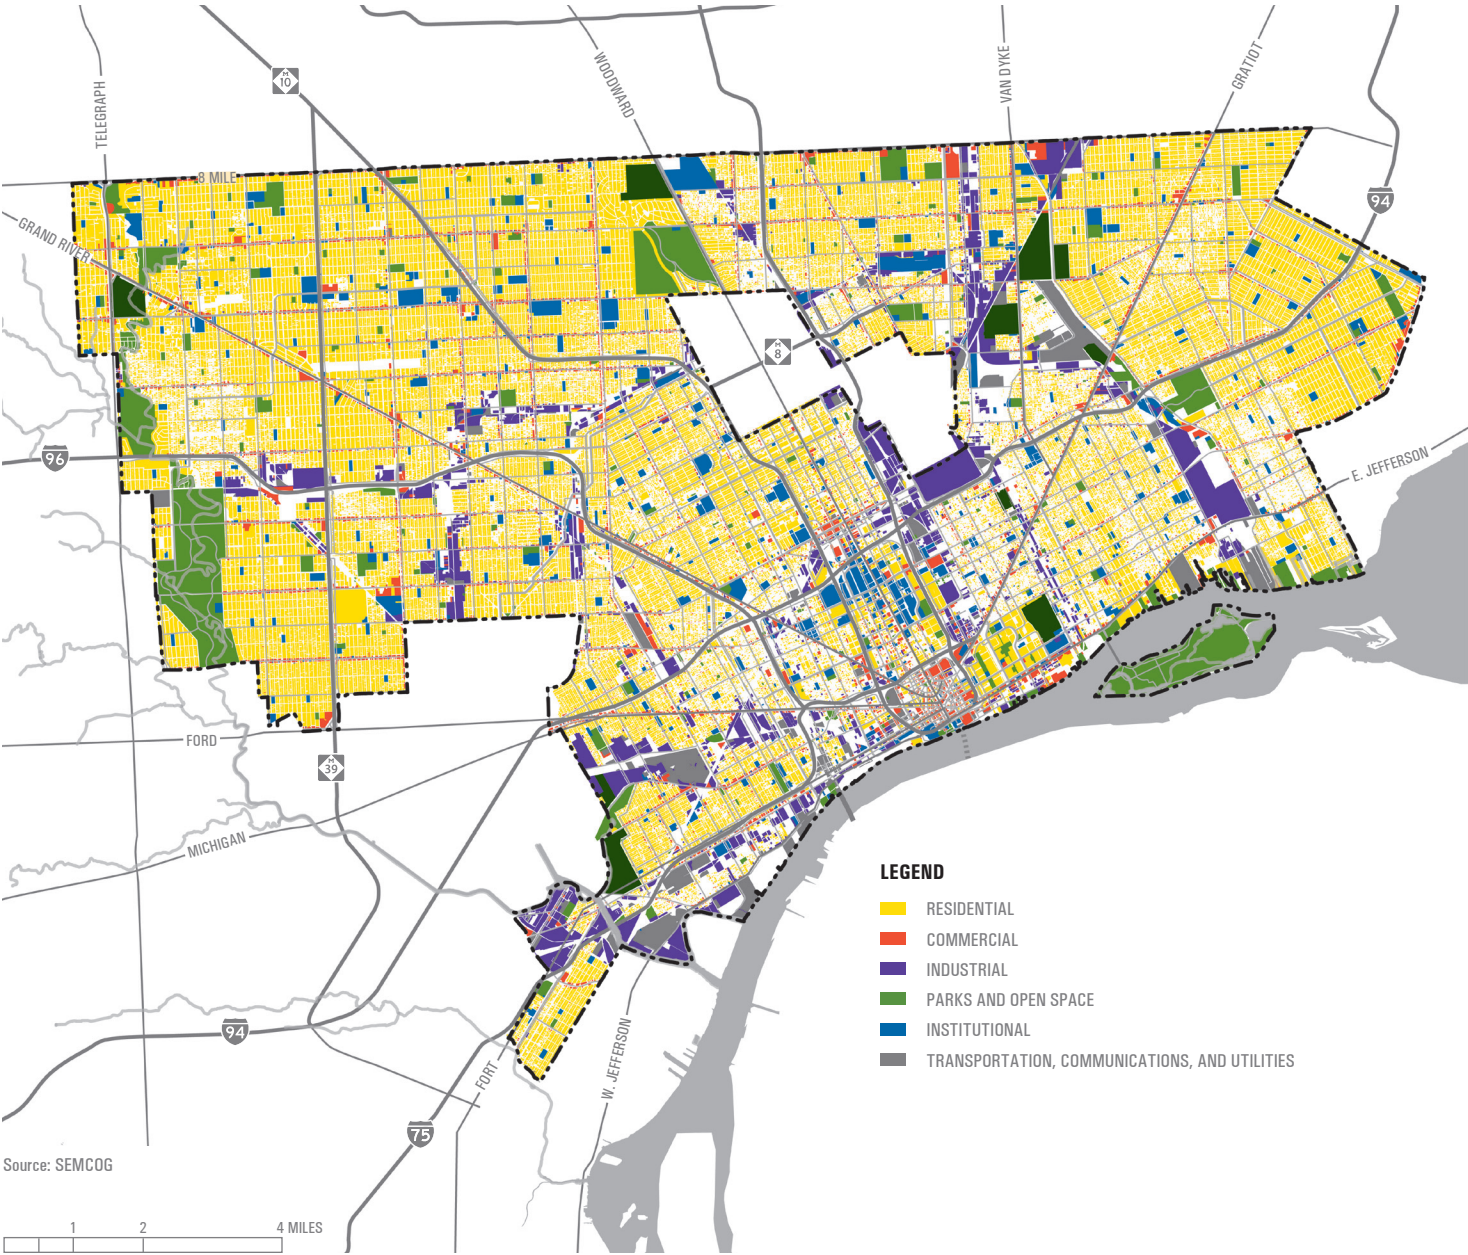 TELEGRAPH
M
10
WOODWARD
VAN DYKE
GRATIOT
8 MILE
94
GRAND RIVER
M
8
96
E. JEFFERSON
FORD
M
39
MICHIGAN
LEGEND
RESIDENTIAL
COMMERCIAL
INDUSTRIAL
PARKS AND OPEN SPACE
INSTITUTIONAL
TRANSPORTATION, COMMUNICATIONS, AND UTILITIES
94
FORT
W. JEFFERSON
75
Source: SEMCOG
1 2 4 MILES